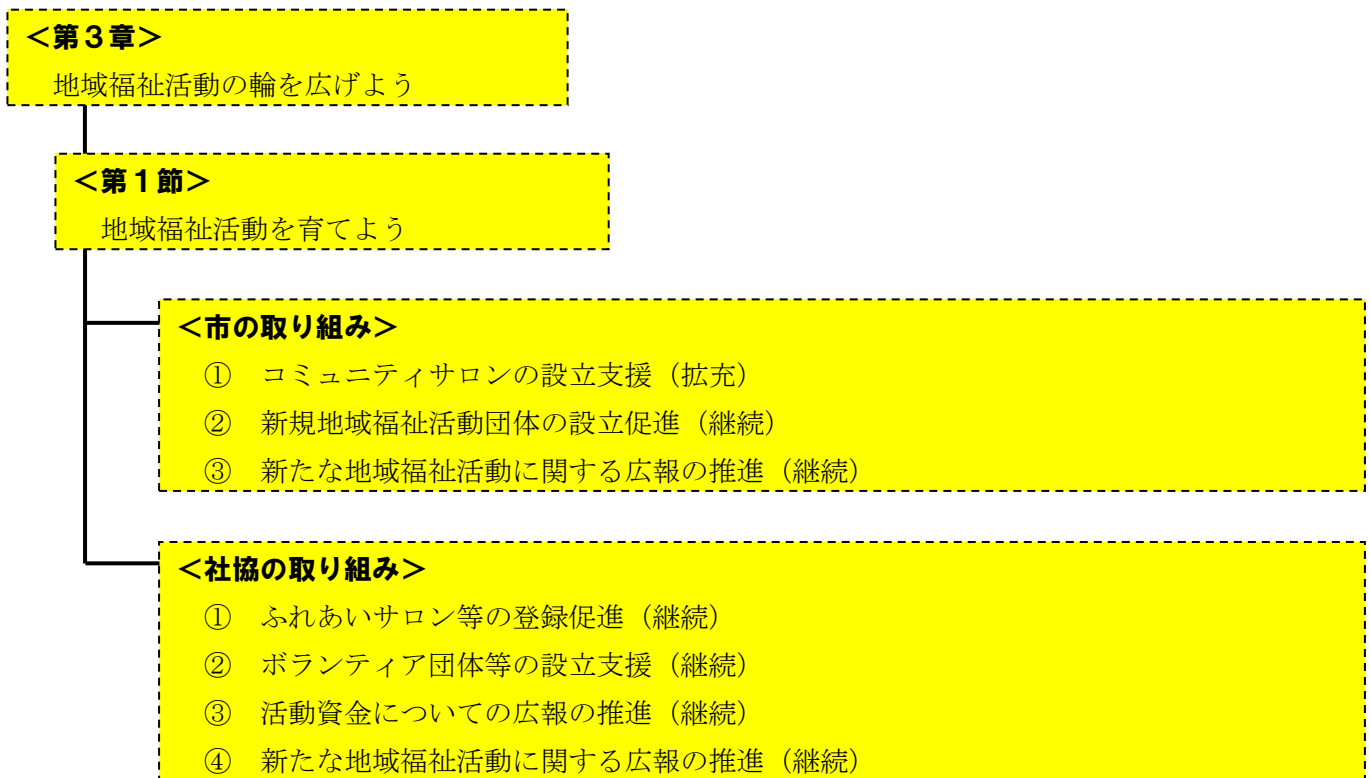 ＜第３章＞
地域福祉活動の輪を広げよう
＜第１節＞
地域福祉活動を育てよう
＜市の取り組み＞
①　コミュニティサロンの設立支援（拡充）
②　新規地域福祉活動団体の設立促進（継続）
③　新たな地域福祉活動に関する広報の推進（継続）
＜社協の取り組み＞
①　ふれあいサロン等の登録促進（継続）
②　ボランティア団体等の設立支援（継続）
③　活動資金についての広報の推進（継続）
④　新たな地域福祉活動に関する広報の推進（継続）